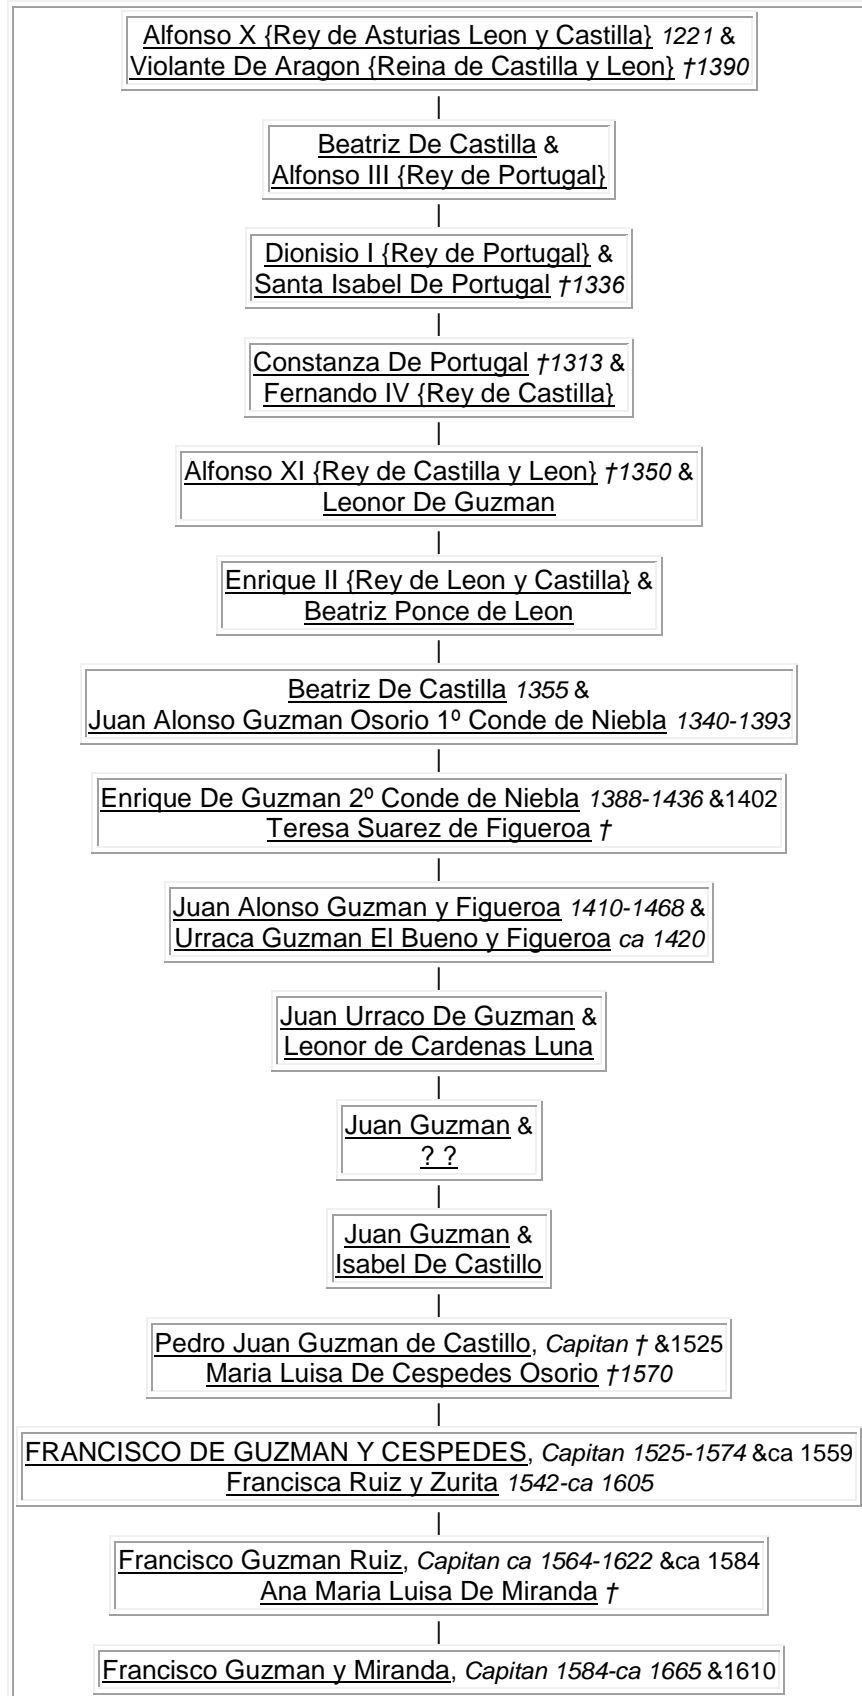 Alfonso X {Rey de Asturias Leon y Castilla} 1221 &
Violante De Aragon {Reina de Castilla y Leon} †1390
Beatriz De Castilla &
Alfonso III {Rey de Portugal}
Dionisio I {Rey de Portugal} &
Santa Isabel De Portugal †1336
Constanza De Portugal †1313 &
Fernando IV {Rey de Castilla}
Alfonso XI {Rey de Castilla y Leon} †1350 &
Leonor De Guzman
Enrique II {Rey de Leon y Castilla} &
Beatriz Ponce de Leon
Beatriz De Castilla 1355 &
Juan Alonso Guzman Osorio 1º Conde de Niebla 1340-1393
Enrique De Guzman 2º Conde de Niebla 1388-1436 &1402
Teresa Suarez de Figueroa †
Juan Alonso Guzman y Figueroa 1410-1468 &
Urraca Guzman El Bueno y Figueroa ca 1420
Juan Urraco De Guzman &
Leonor de Cardenas Luna
Juan Guzman &
? ?
Juan Guzman &
Isabel De Castillo
Pedro Juan Guzman de Castillo, Capitan † &1525
Maria Luisa De Cespedes Osorio †1570
FRANCISCO DE GUZMAN Y CESPEDES, Capitan 1525-1574 &ca 1559
Francisca Ruiz y Zurita 1542-ca 1605
Francisco Guzman Ruiz, Capitan ca 1564-1622 &ca 1584
Ana Maria Luisa De Miranda †
Francisco Guzman y Miranda, Capitan 1584-ca 1665 &1610